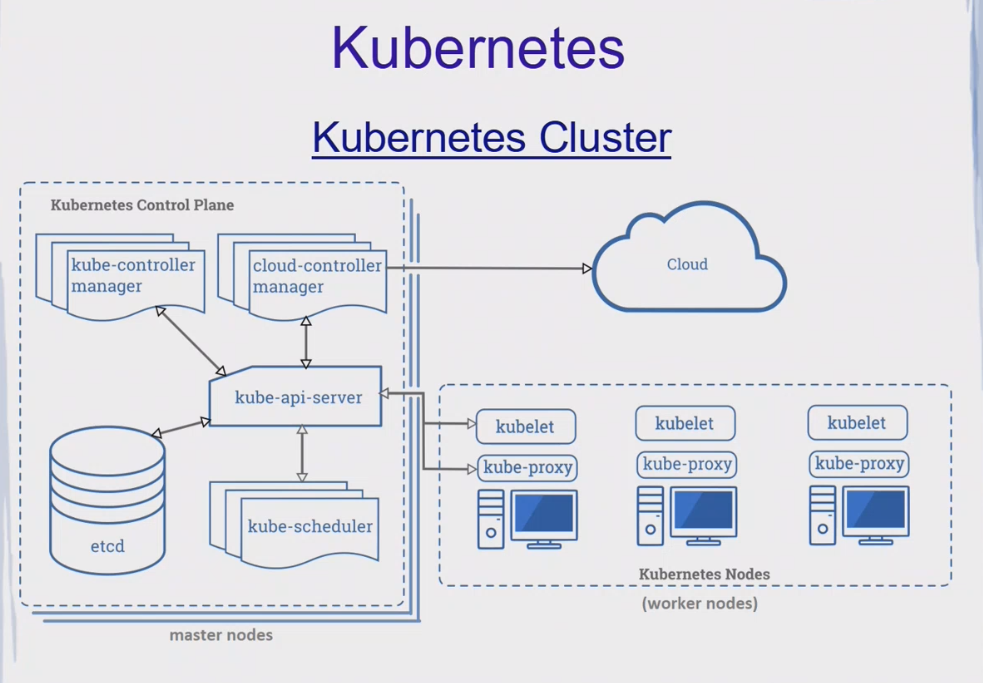 Kubernetes
Kubernetes Cluster
Kubernetes Control Plane
kube-controller
manager
cloud-controller
manager
Cloud
kube-api-server
etcd
kube-scheduler
kubelet
kubelet
kubelet
kube-proxy
kube-proxy
kube-proxy
Kubernetes Nodes
(worker nodes)
master nodes